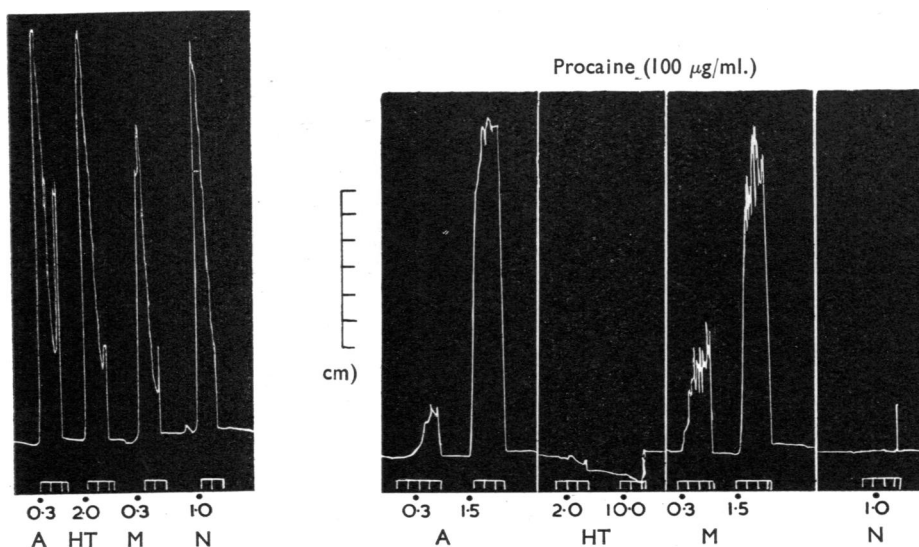 Procaine (100 μg/ml.)
cm)
0·3 2·0 0·3 1·0
A HT M N
0·3 1·5 2·0 10·0 0·3 1·5 1·0
A HT M N